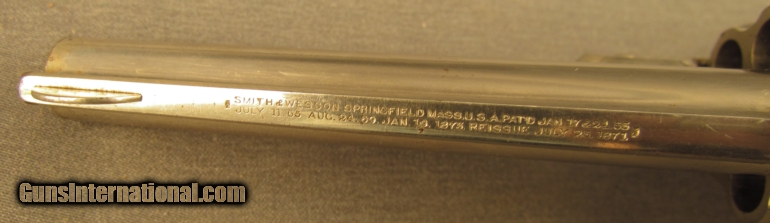 SMITH & WESSON SPRINGFIELD MASS. U.S.A. PAT'D JAN. 17 & 24. 65
JULY 11. 65. AUG. 24. 69. JAN. 19. 1875. REISSUE JULY 25. 1871.
GunsInternational.com